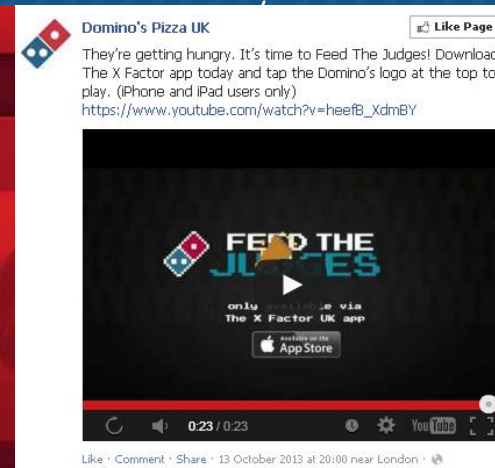 Domino's Pizza UK
Like Page
They're getting hungry. It's time to Feed The Judges! Download
The X Factor app today and tap the Domino's logo at the top to
play. (iPhone and iPad users only)
https://www.youtube.com/watch?v=heefB_XdmBY
FEED THE
JUDGES
only available via
The X Factor UK app
Available on the
App Store
0:23 / 0:23
YouTube
Like · Comment · Share · 13 October 2013 at 20:00 near London ·